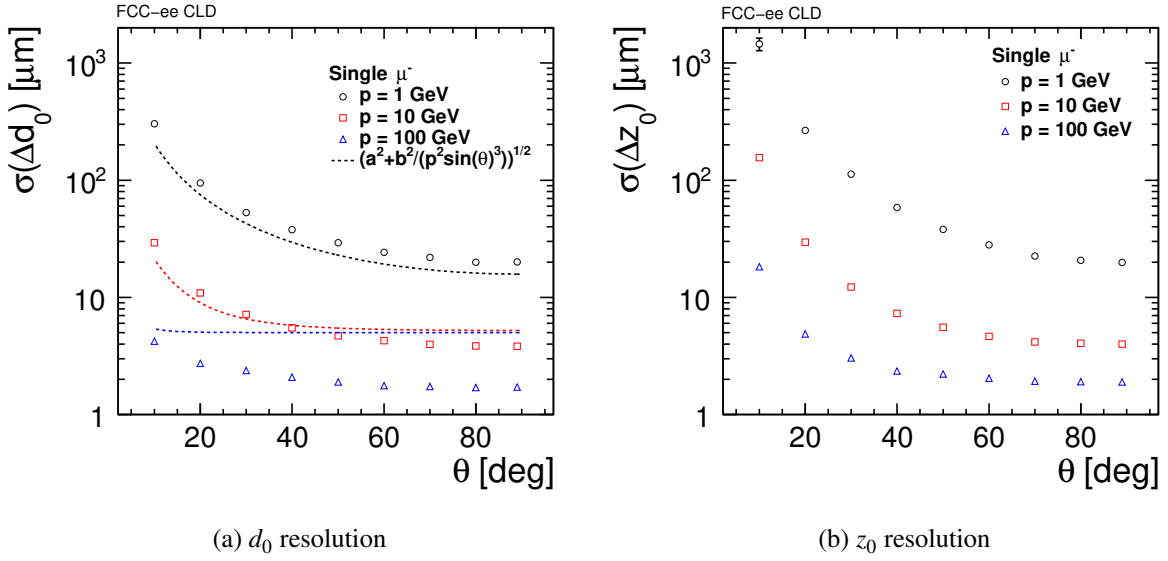 FCC-ee CLD
σ(Δd₀) [μm]
10³
10²
10
1
Single μ⁻
p = 1 GeV
p = 10 GeV
p = 100 GeV
(a²+b²/(p²sin(θ)³))¹ᐟ²
20 40 60 80
θ [deg]
(a) d₀ resolution
FCC-ee CLD
σ(Δz₀) [μm]
10³
10²
10
1
Single μ⁻
p = 1 GeV
p = 10 GeV
p = 100 GeV
20 40 60 80
θ [deg]
(b) z₀ resolution